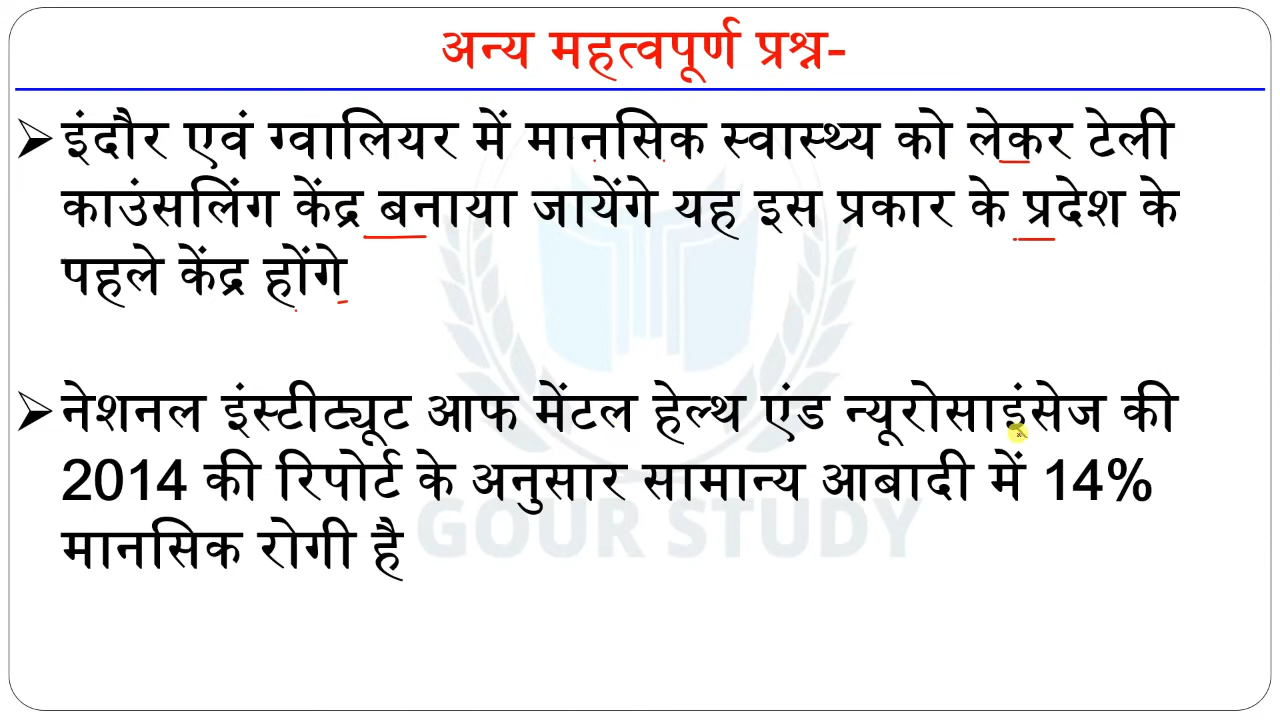 अन्य महत्वपूर्ण प्रश्न-
➢ इंदौर एवं ग्वालियर में मानसिक स्वास्थ्य को लेकर टेली
काउंसलिंग केंद्र बनाया जायेंगे यह इस प्रकार के प्रदेश के
पहले केंद्र होंगे
➢ नेशनल इंस्टीट्यूट आफ मेंटल हेल्थ एंड न्यूरोसाइंसेज की
2014 की रिपोर्ट के अनुसार सामान्य आबादी में 14%
मानसिक रोगी है
GOUR STUDY